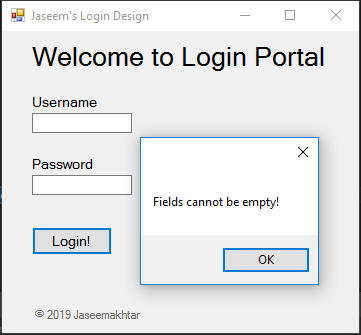 Jaseem's Login Design
Welcome to Login Portal
Username
Password
Fields cannot be empty!
OK
Login!
© 2019 Jaseemakhtar